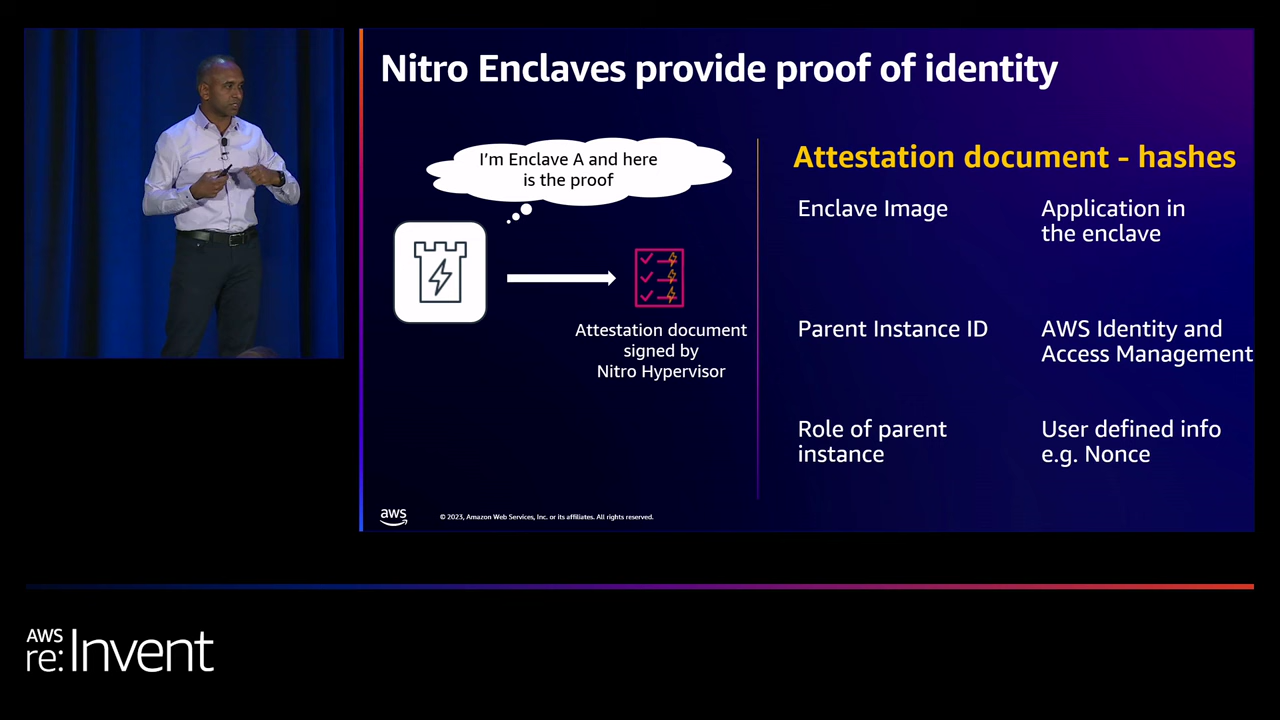 Nitro Enclaves provide proof of identity
I'm Enclave A and here
is the proof
Attestation document
signed by
Nitro Hypervisor
Attestation document - hashes
Enclave Image
Application in
the enclave
Parent Instance ID
AWS Identity and
Access Management
Role of parent
instance
User defined info
e.g. Nonce
aws
© 2023, Amazon Web Services, Inc. or its affiliates. All rights reserved.
AWS
re:Invent